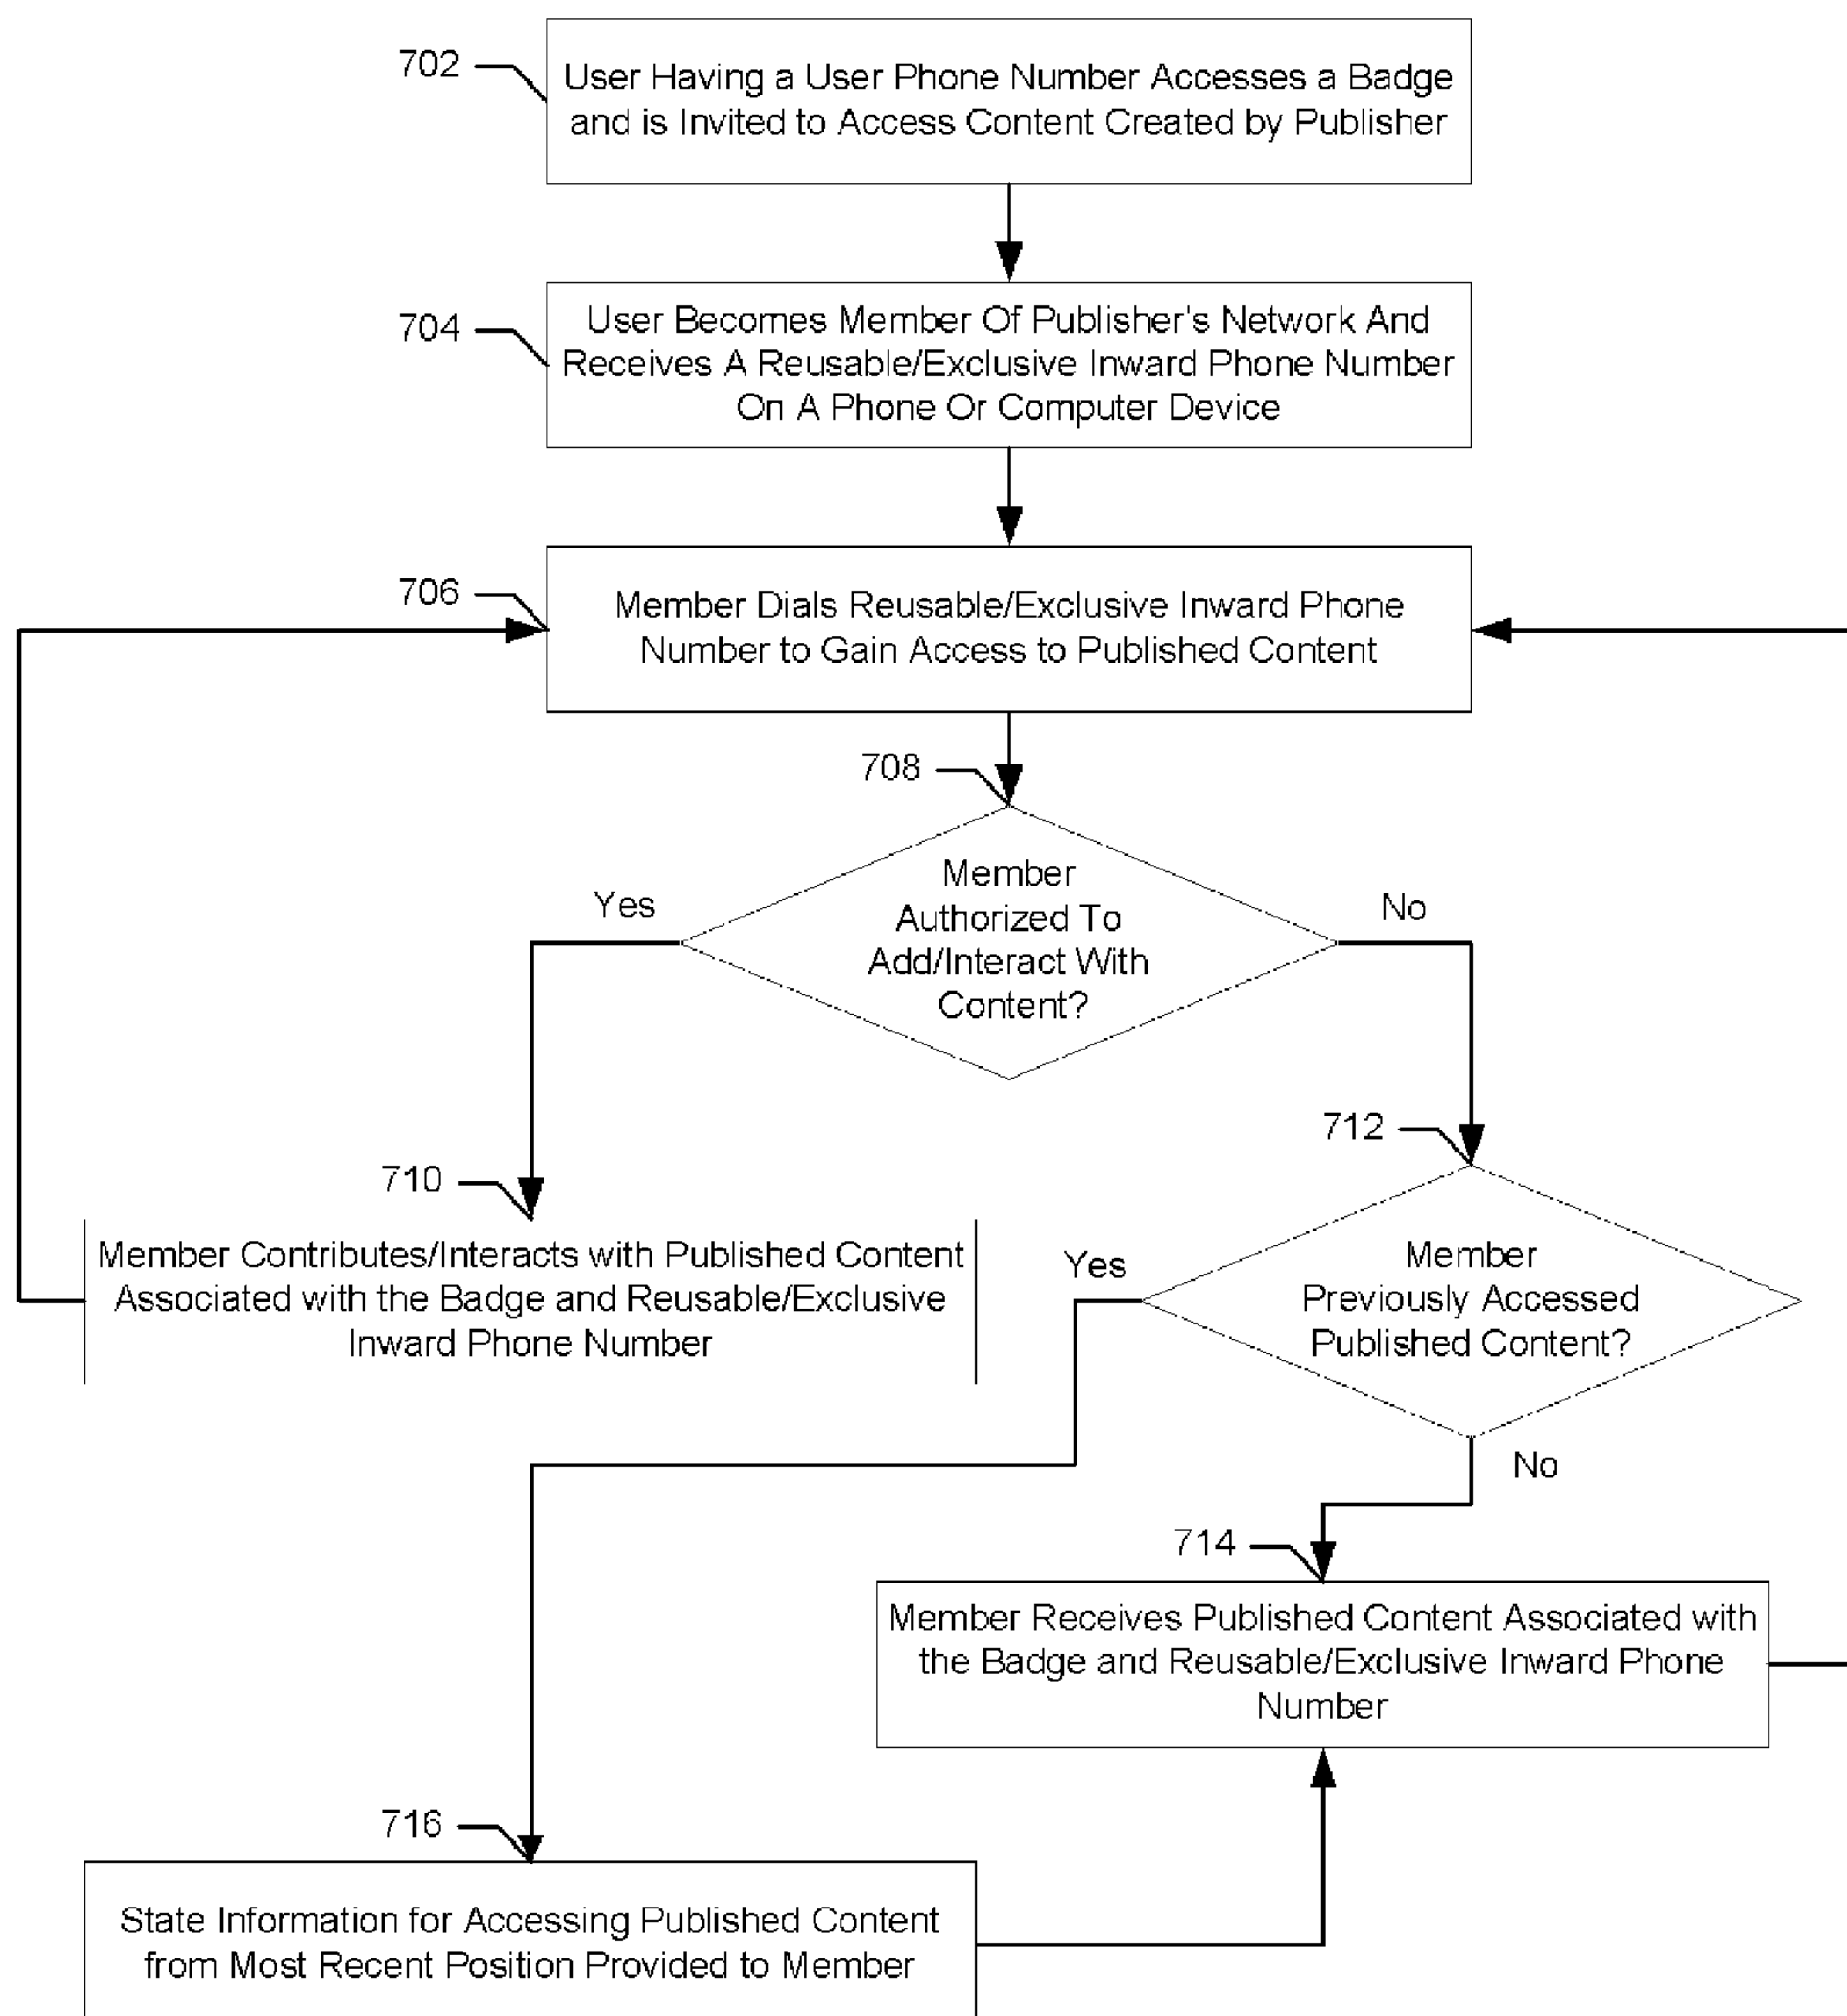 702
User Having a User Phone Number Accesses a Badge
and is Invited to Access Content Created by Publisher
704
User Becomes Member Of Publisher's Network And
Receives A Reusable/Exclusive Inward Phone Number
On A Phone Or Computer Device
706
Member Dials Reusable/Exclusive Inward Phone
Number to Gain Access to Published Content
708
Member
Authorized To
Add/Interact With
Content?
Yes
No
710
Member Contributes/Interacts with Published Content
Associated with the Badge and Reusable/Exclusive
Inward Phone Number
712
Member
Previously Accessed
Published Content?
Yes
No
714
Member Receives Published Content Associated with
the Badge and Reusable/Exclusive Inward Phone
Number
716
State Information for Accessing Published Content
from Most Recent Position Provided to Member